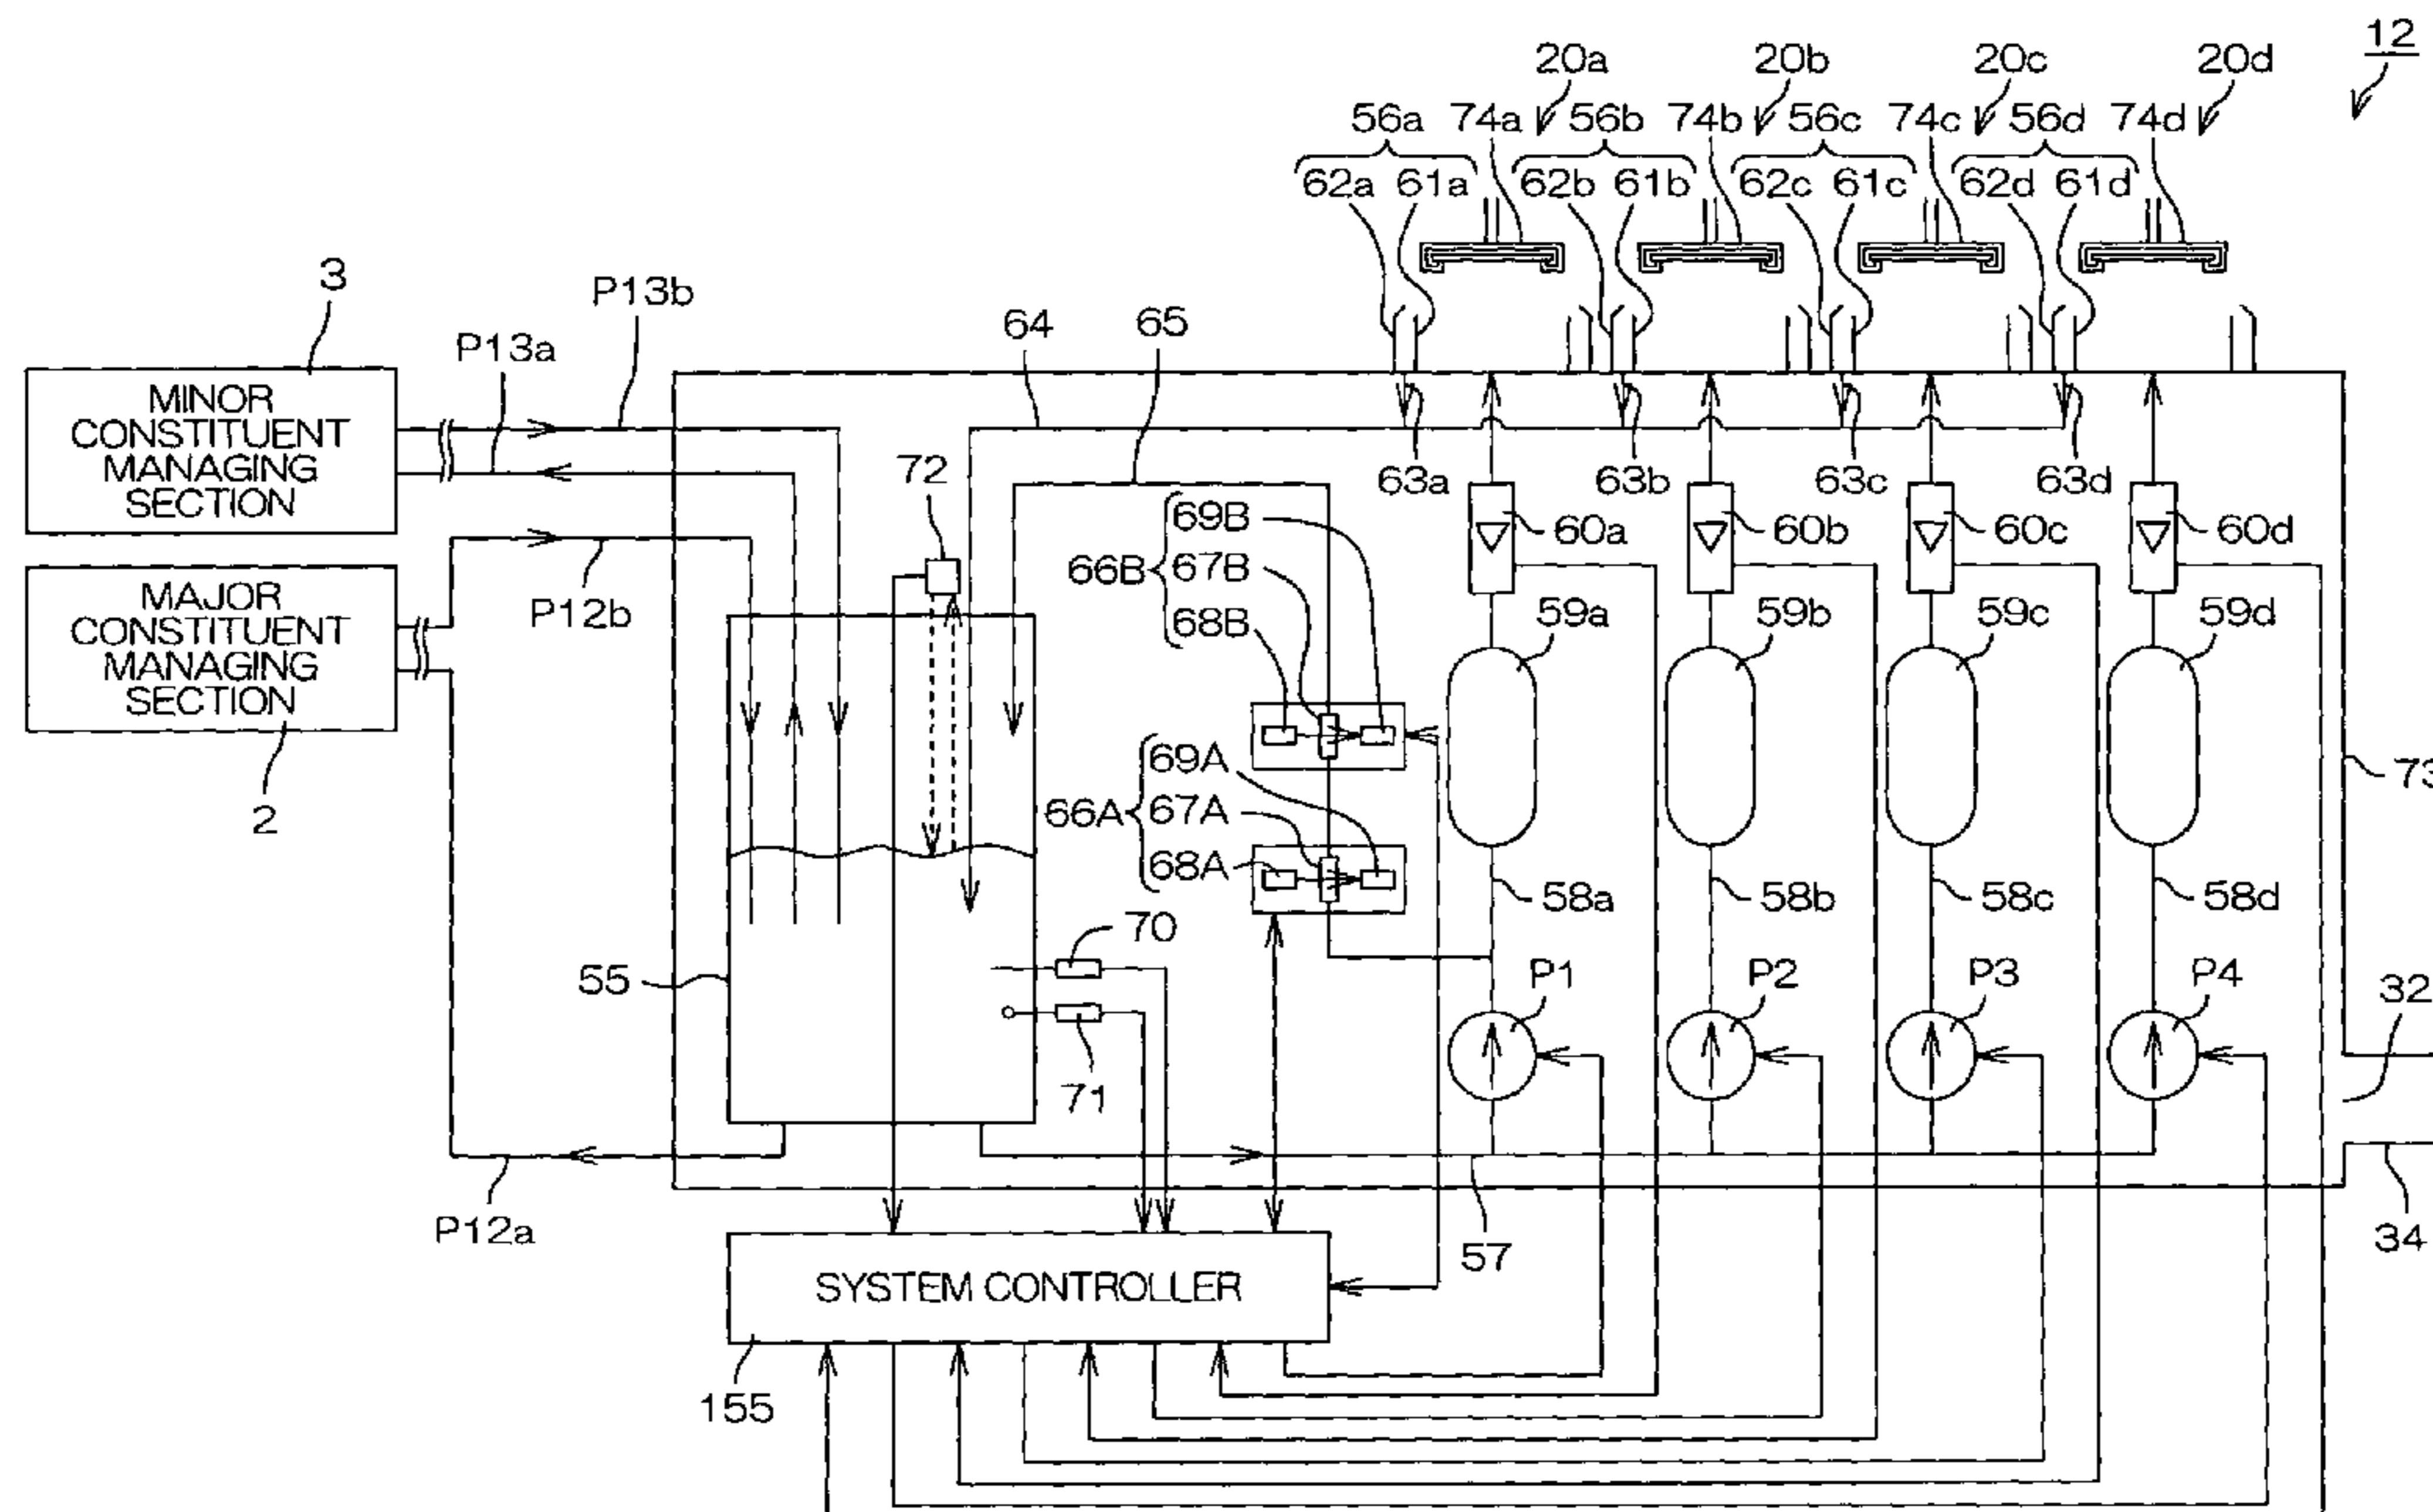 12
20a 20b 20c 20d
56a 74a 56b 74b 56c 74c 56d 74d
62a 61a 62b 61b 62c 61c 62d 61d
3
P13b
P13a
64
65
MINOR
CONSTITUENT
MANAGING
SECTION
72
63a 63b 63c 63d
69B
66B 67B
68B
60a 60b 60c 60d
MAJOR
CONSTITUENT
MANAGING
SECTION
P12b
59a 59b 59c 59d
2
69A
66A 67A
68A
73
58a 58b 58c 58d
70
55
P1 P2 P3 P4
32
71
P12a
57
34
SYSTEM CONTROLLER
155